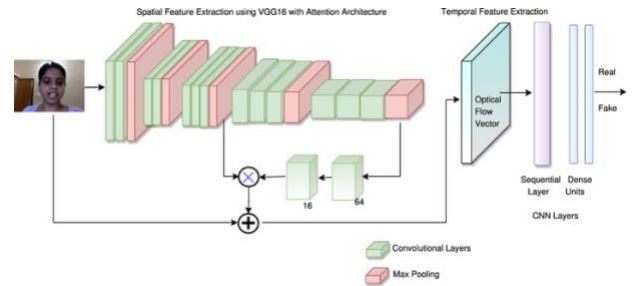 Spatial Feature Extraction using VGG16 with Attention Architecture
Temporal Feature Extraction
Optical
Flow
Vector
Real
Fake
Sequential
Layer
Dense
Units
CNN Layers
16
64
Convolutional Layers
Max Pooling